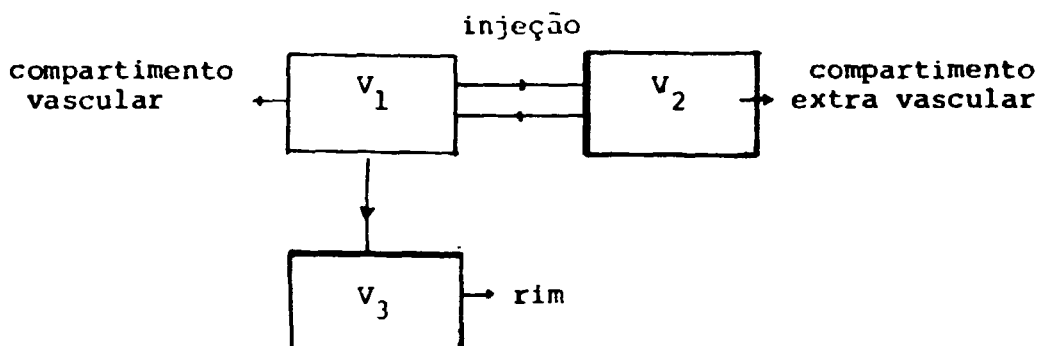 injeção
compartimento
vascular
V1
V2
compartimento
extra vascular
V3
rim